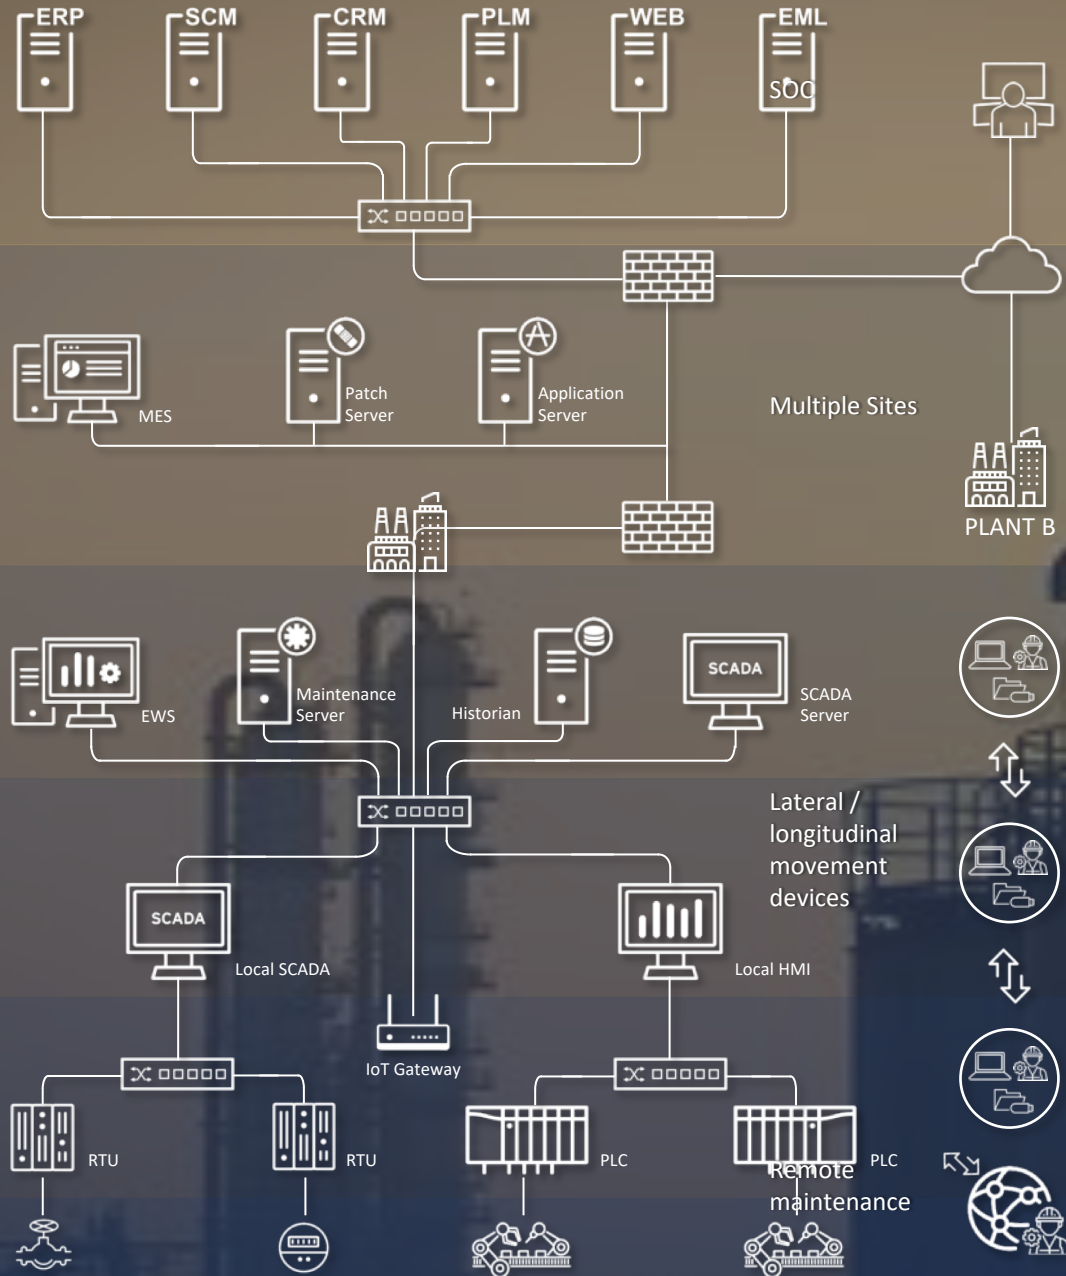 ERP
SCM
CRM
PLM
WEB
EML
SOC
MES
Patch
Server
Application
Server
Multiple Sites
PLANT B
EWS
Maintenance
Server
Historian
SCADA
SCADA
Server
Lateral /
longitudinal
movement
devices
SCADA
Local SCADA
Local HMI
IoT Gateway
RTU
RTU
PLC
PLC
Remote
maintenance